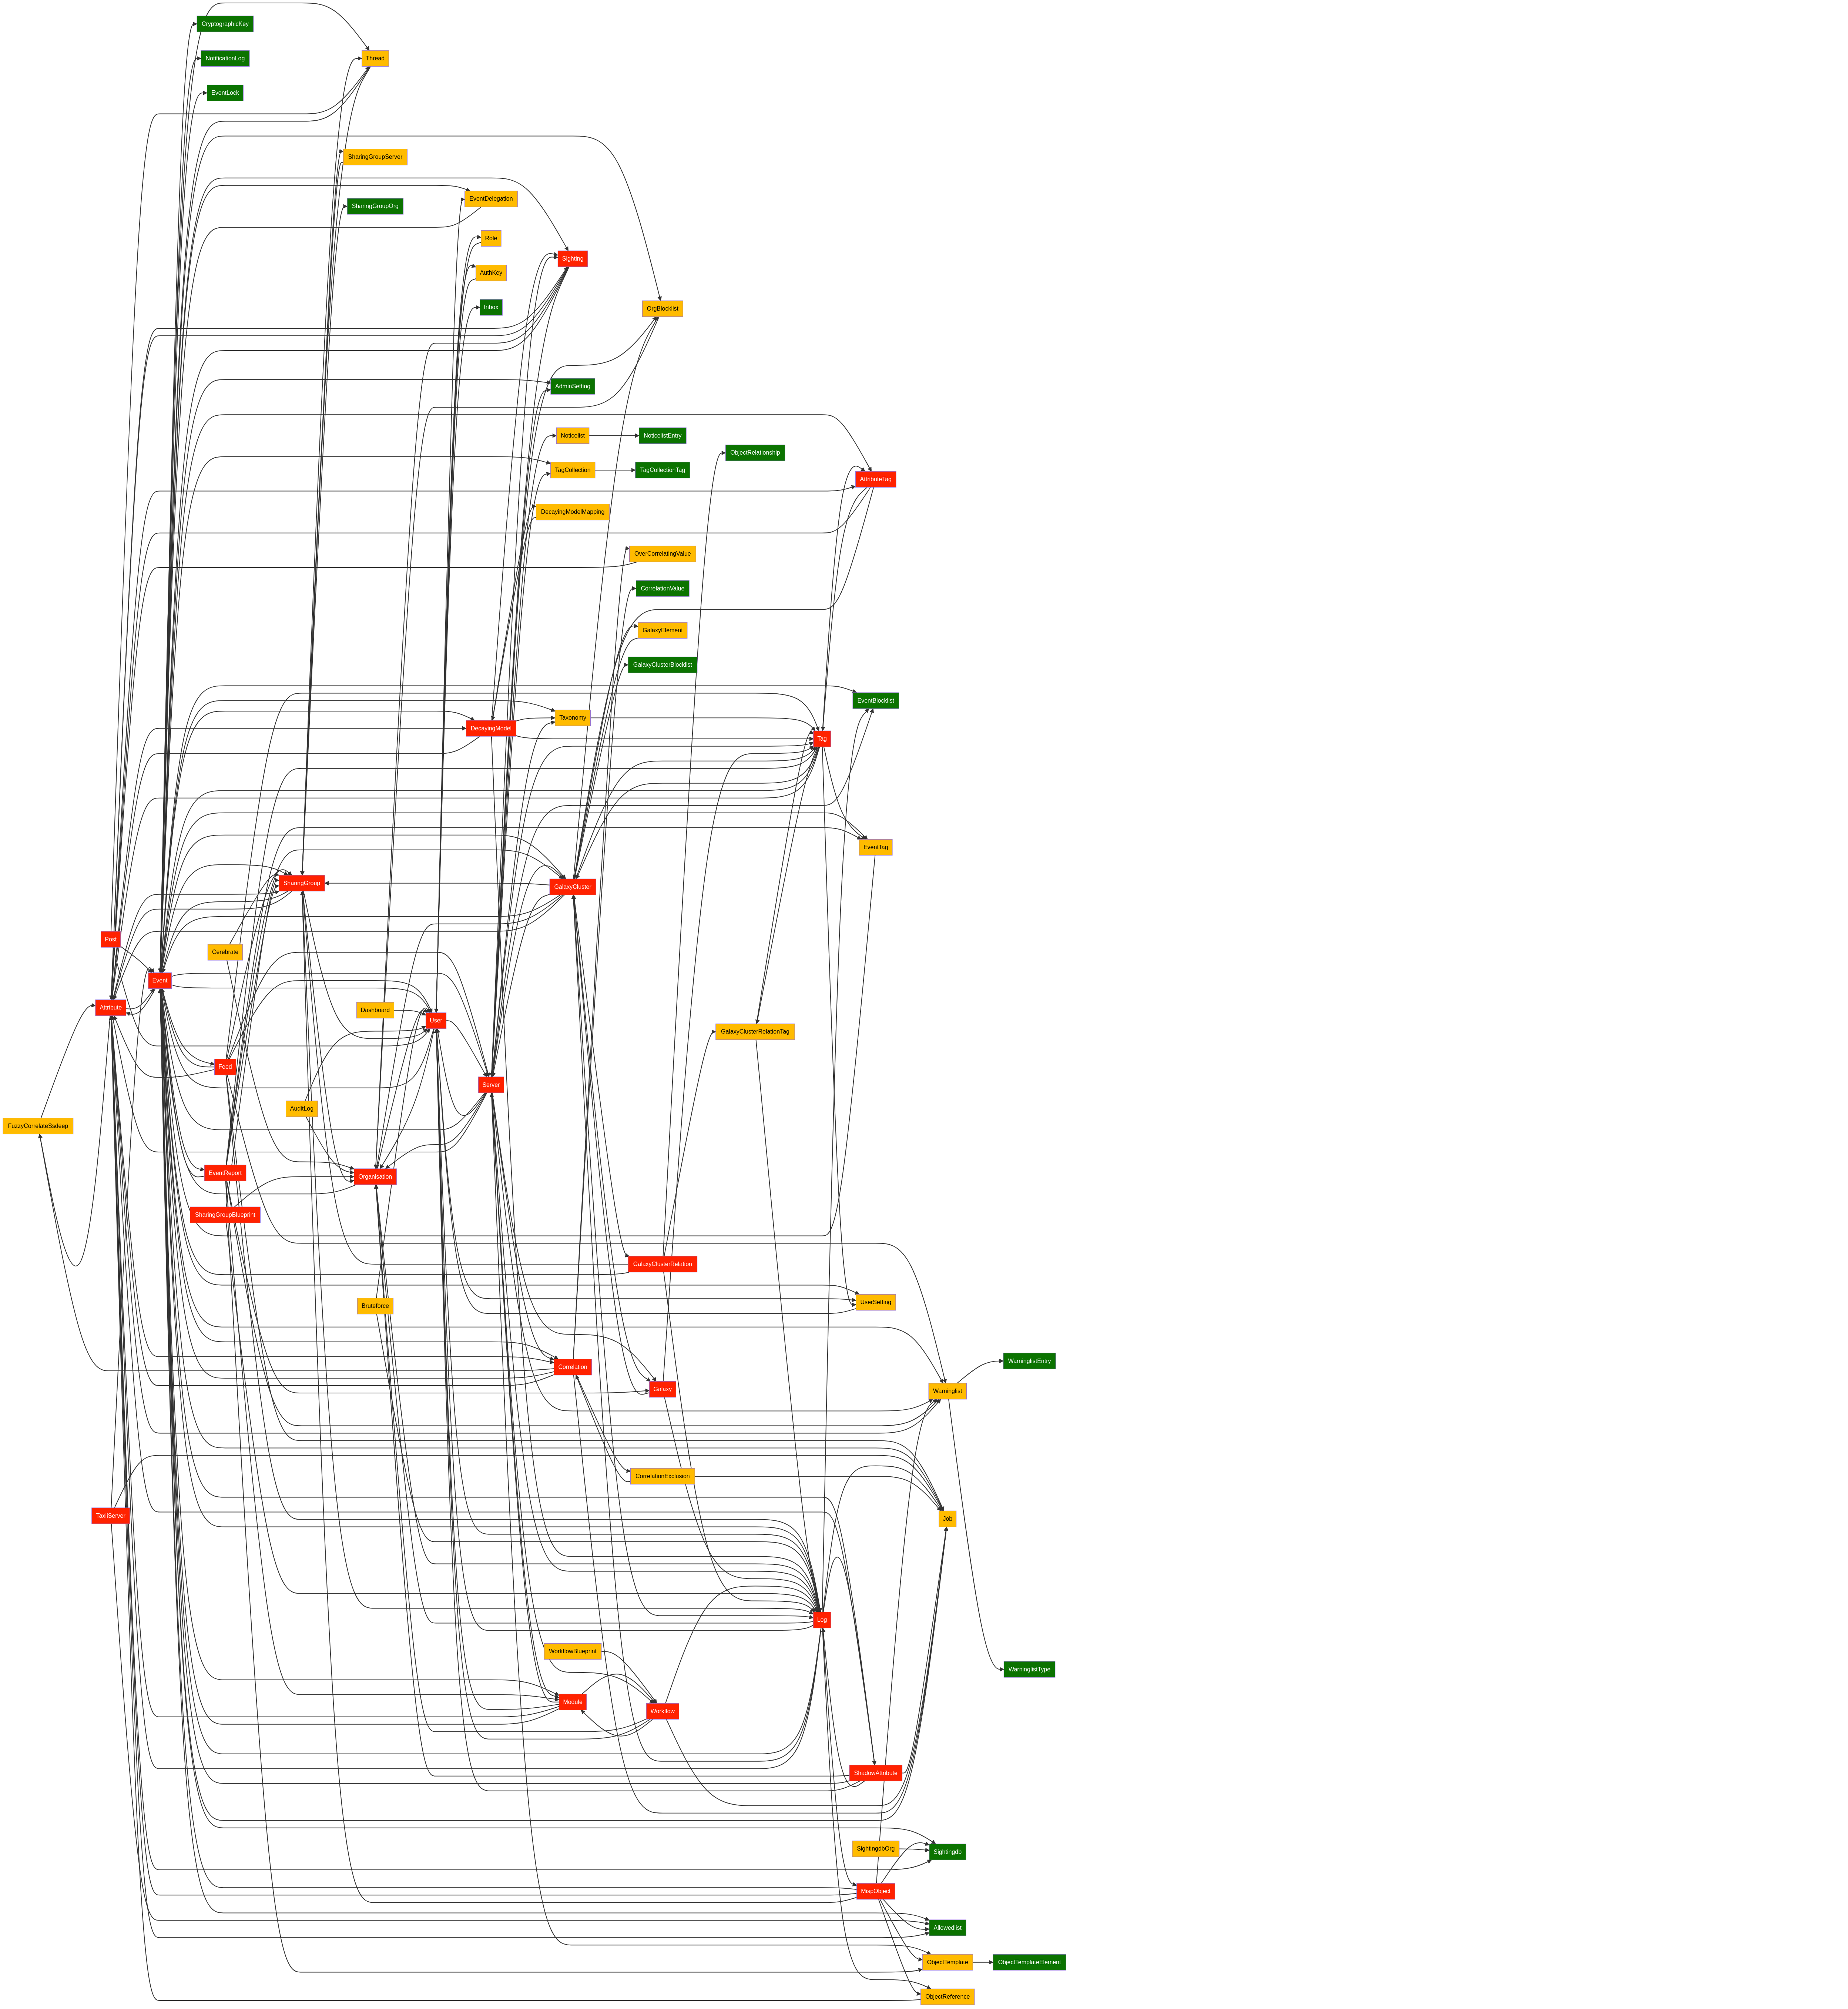 CryptographicKey
NotificationLog
Thread
EventLock
SharingGroupServer
EventDelegation
SharingGroupOrg
Role
Sighting
AuthKey
Inbox
OrgBlocklist
AdminSetting
Noticelist
NoticelistEntry
ObjectRelationship
TagCollection
TagCollectionTag
AttributeTag
DecayingModelMapping
OverCorrelatingValue
CorrelationValue
GalaxyElement
GalaxyClusterBlocklist
EventBlocklist
Taxonomy
DecayingModel
Tag
EventTag
SharingGroup
GalaxyCluster
Post
Cerebrate
Event
Attribute
Dashboard
User
GalaxyClusterRelationTag
Feed
Server
AuditLog
FuzzyCorrelateSsdeep
EventReport
Organisation
SharingGroupBlueprint
GalaxyClusterRelation
UserSetting
Bruteforce
WarninglistEntry
Correlation
Galaxy
Warninglist
CorrelationExclusion
TaxiiServer
Job
Log
WorkflowBlueprint
WarninglistType
Module
Workflow
ShadowAttribute
SightingdbOrg
Sightingdb
MispObject
Allowedlist
ObjectTemplate
ObjectTemplateElement
ObjectReference